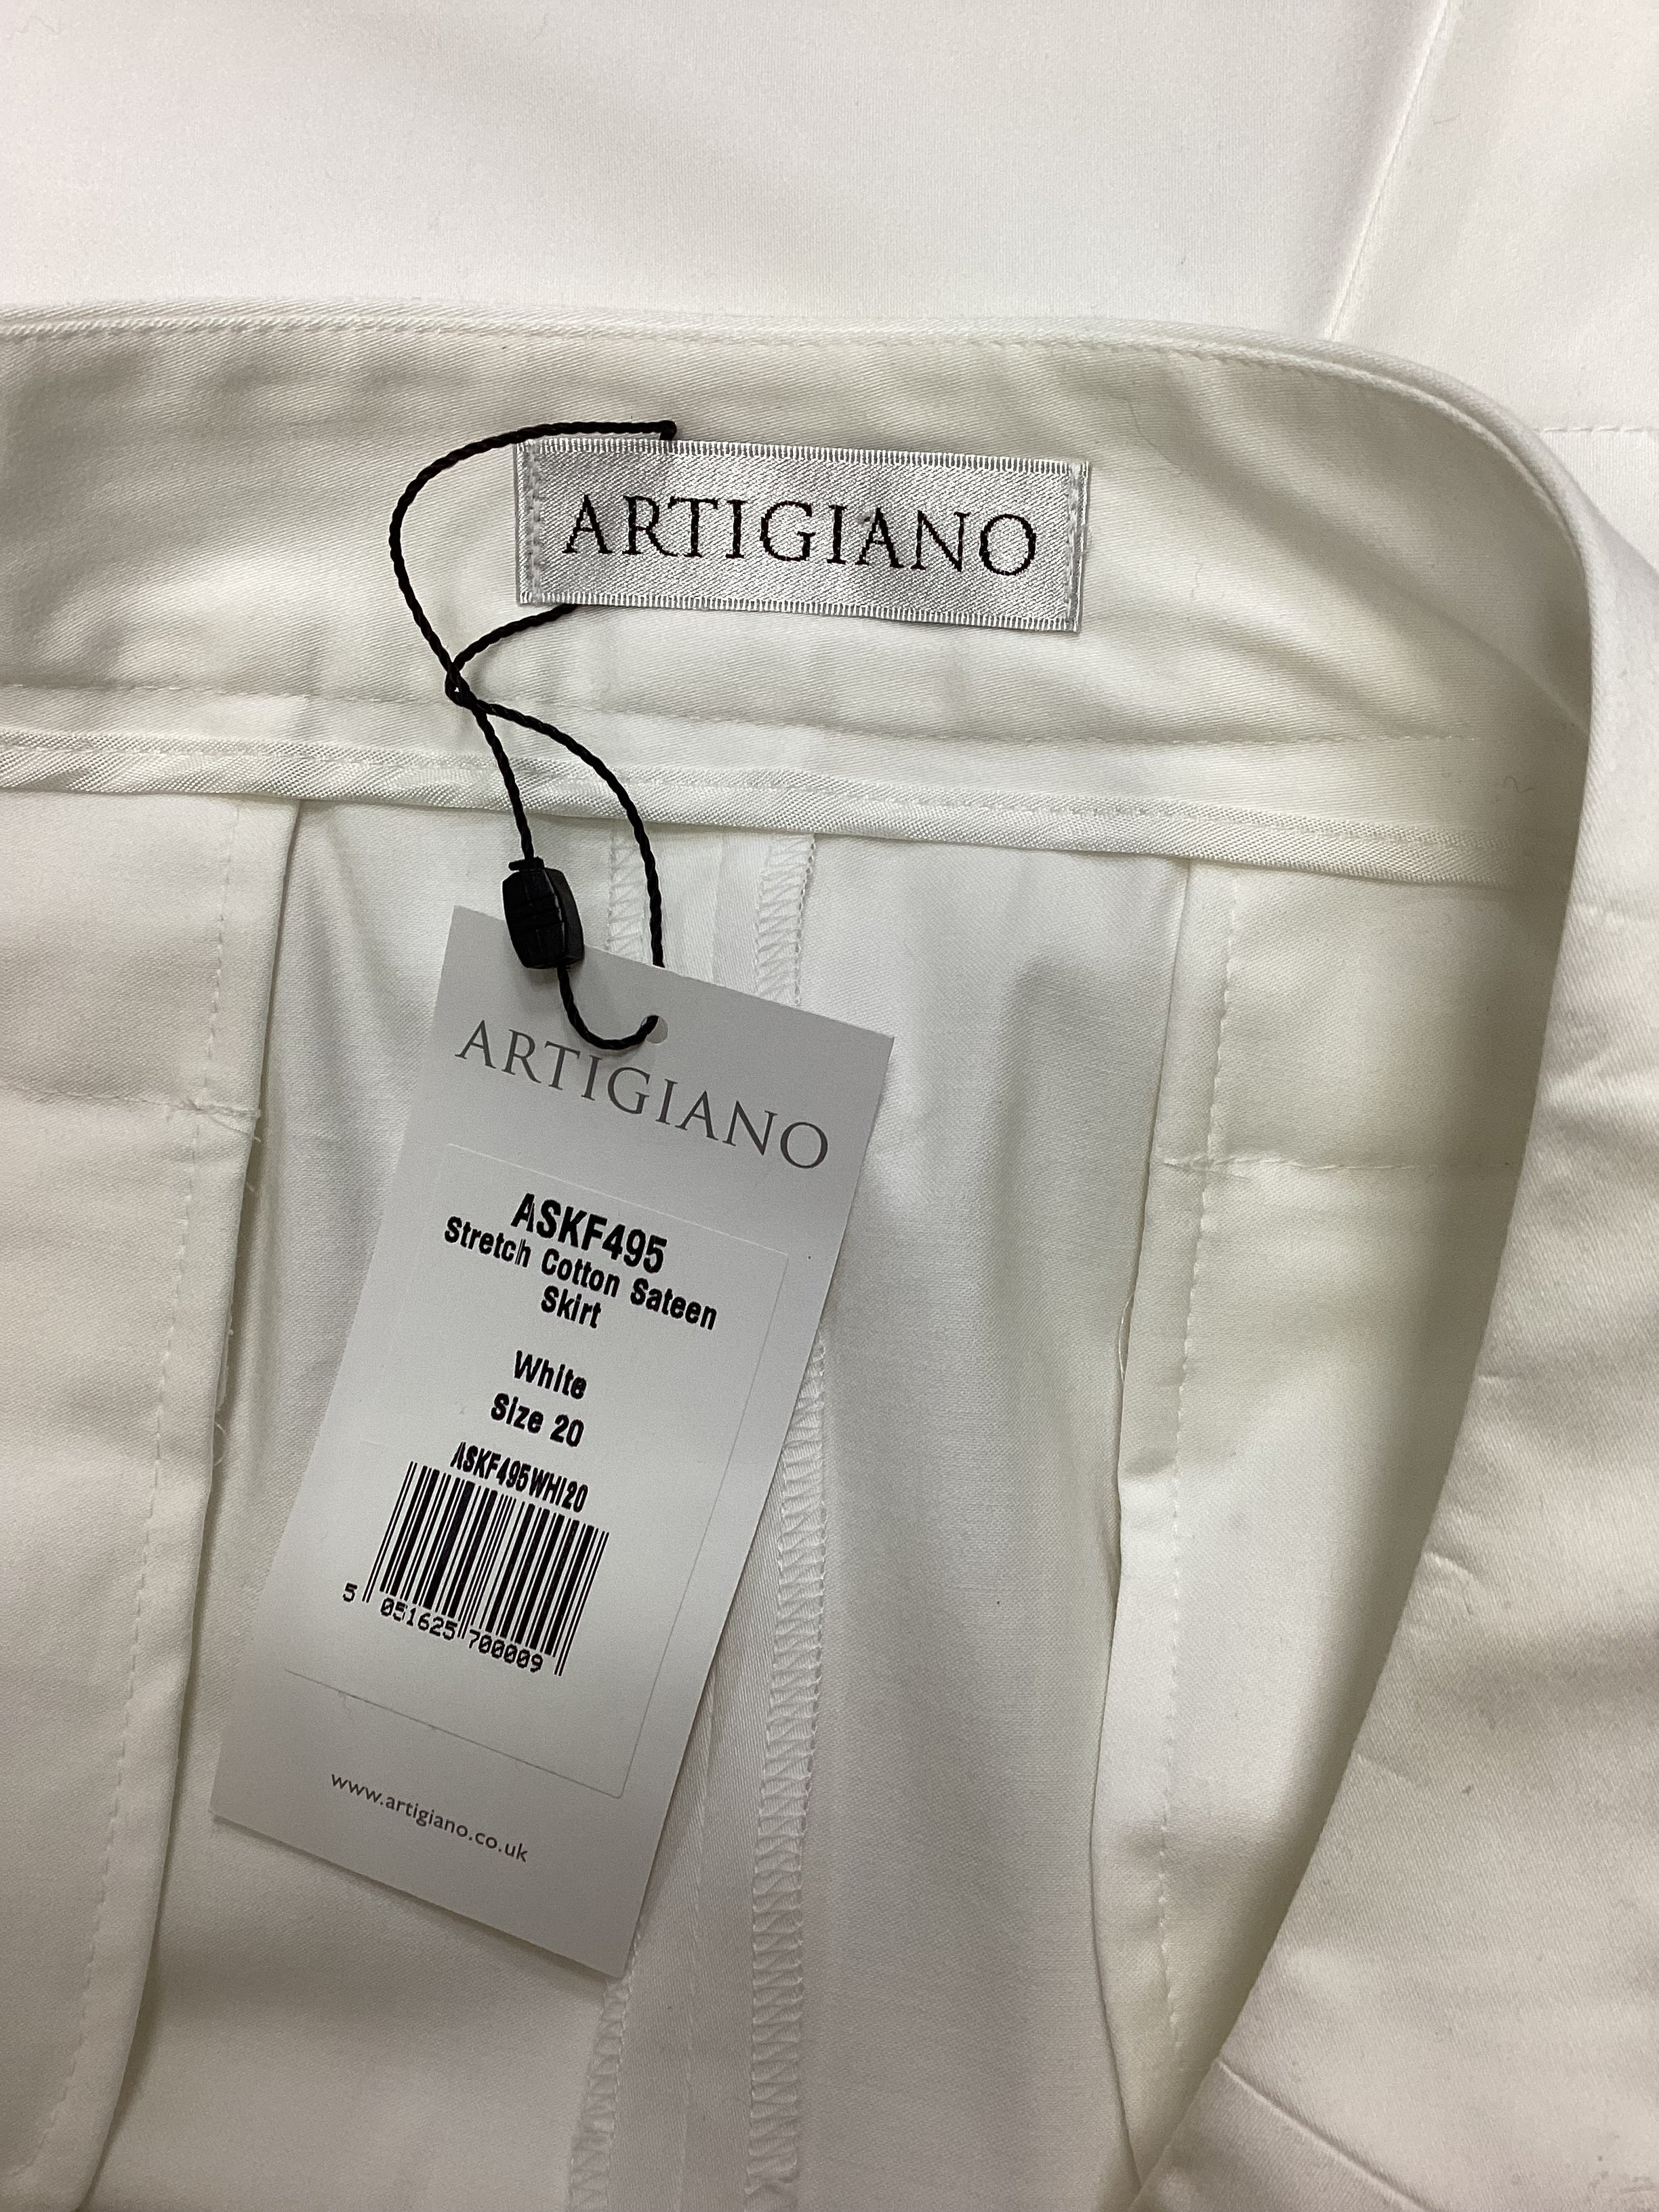 ARTIGIANO
ARTIGIANO
ASKF495
Stretch Cotton Sateen
Skirt
White
Size 20
ASKF495WHI20
5 051625 700009
www.artigiano.co.uk